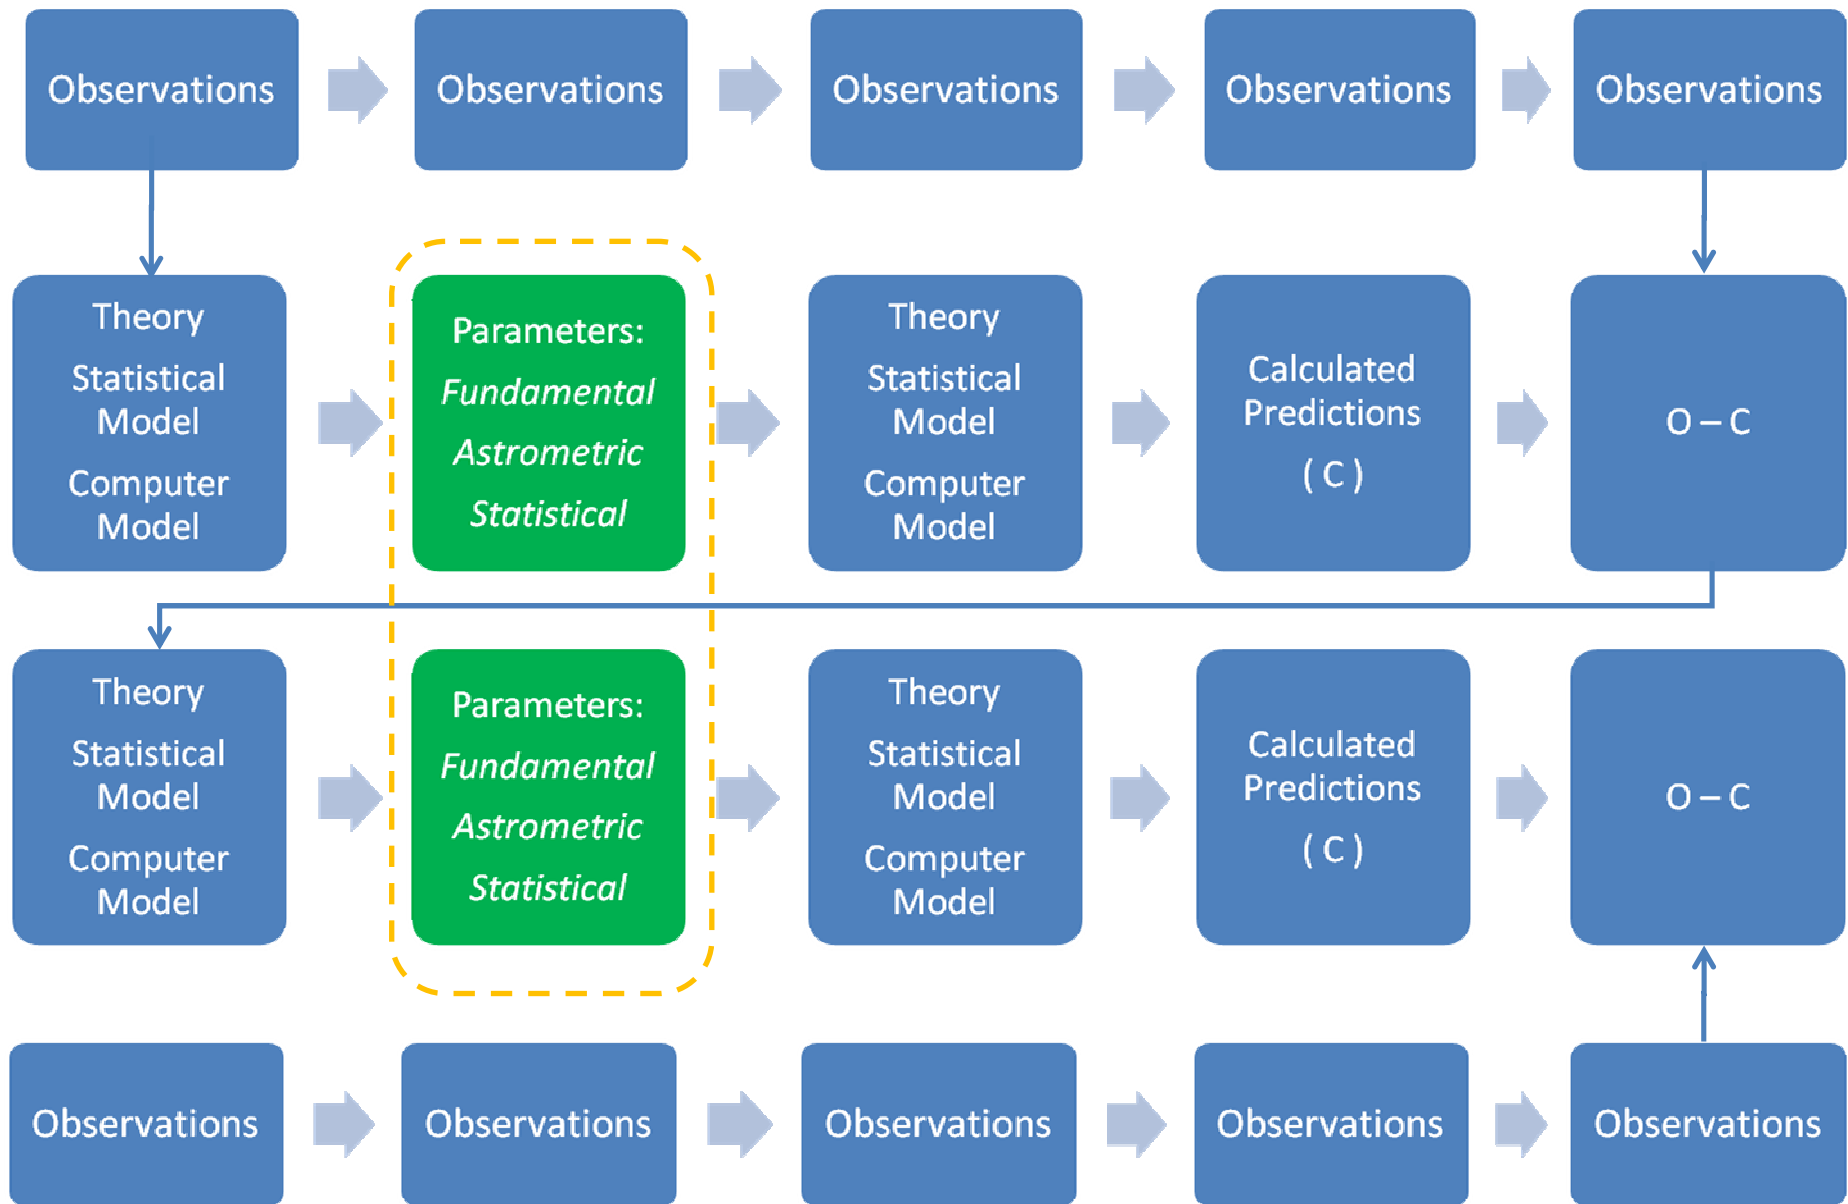 Observations
Observations
Observations
Observations
Observations
Theory
Statistical
Model
Computer
Model
Parameters:
Fundamental
Astrometric
Statistical
Theory
Statistical
Model
Computer
Model
Calculated
Predictions
( C )
O – C
Theory
Statistical
Model
Computer
Model
Parameters:
Fundamental
Astrometric
Statistical
Theory
Statistical
Model
Computer
Model
Calculated
Predictions
( C )
O – C
Observations
Observations
Observations
Observations
Observations